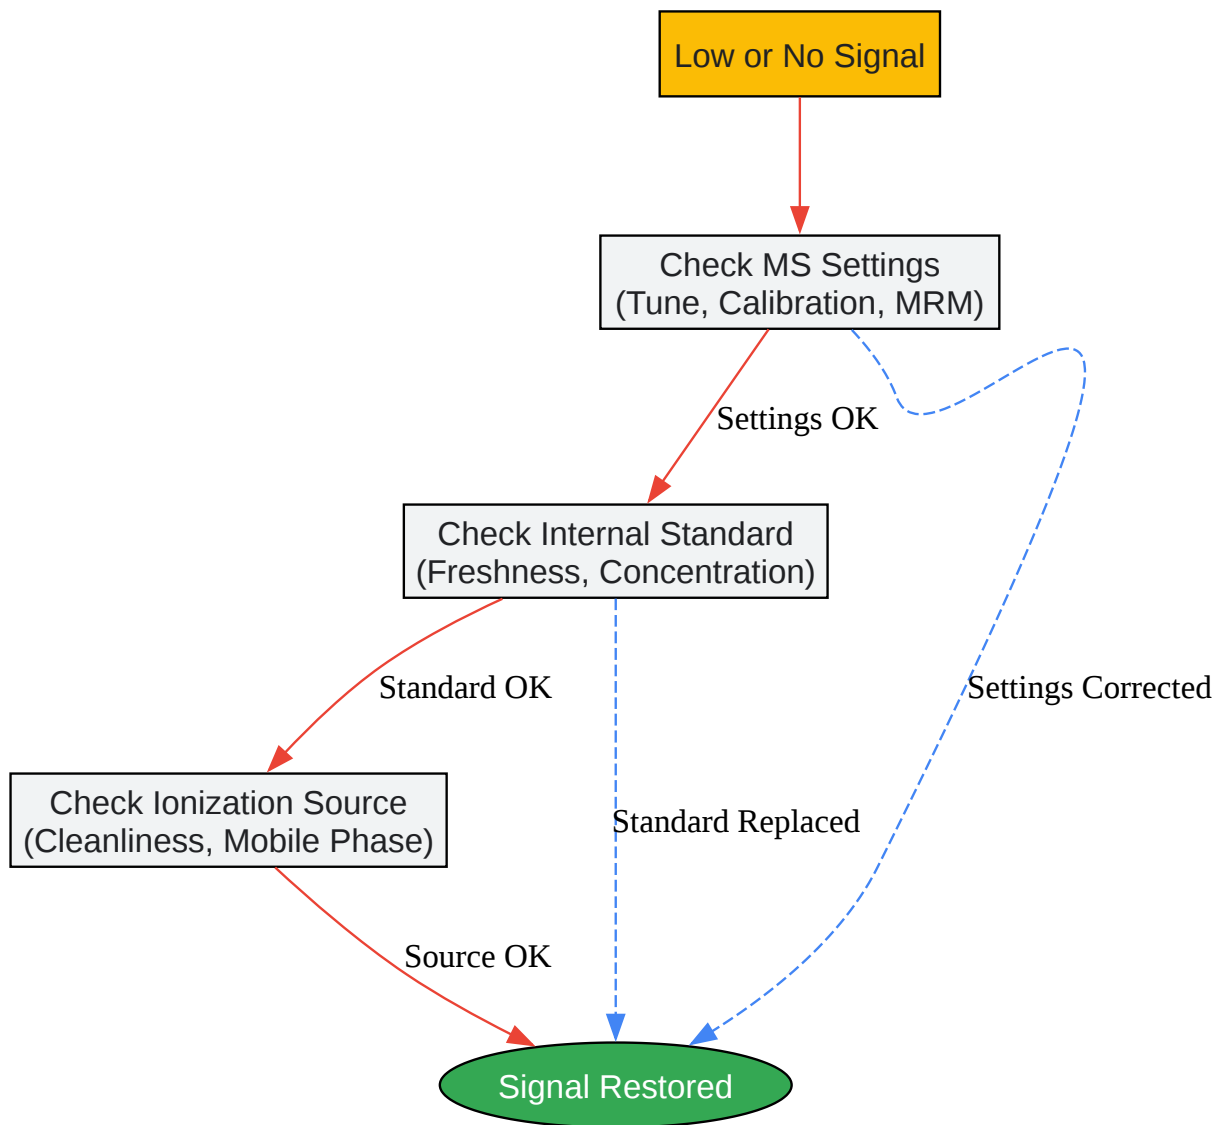 Low or No Signal
Check MS Settings
(Tune, Calibration, MRM)
Settings OK
Check Internal Standard
(Freshness, Concentration)
Standard OK
Settings Corrected
Check Ionization Source
(Cleanliness, Mobile Phase)
Standard Replaced
Source OK
Signal Restored